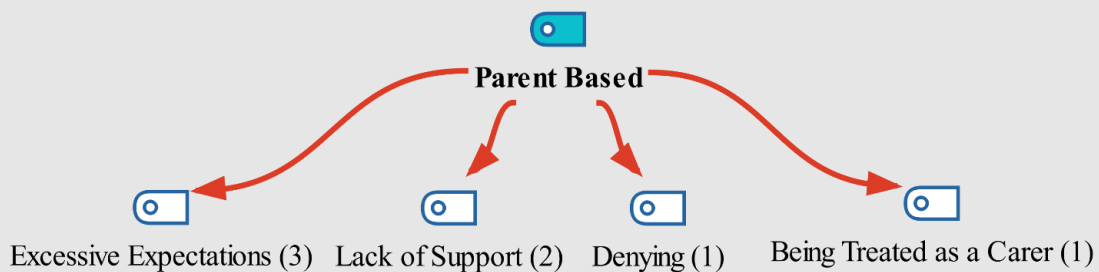 Parent Based
Excessive Expectations (3)
Lack of Support (2)
Denying (1)
Being Treated as a Carer (1)